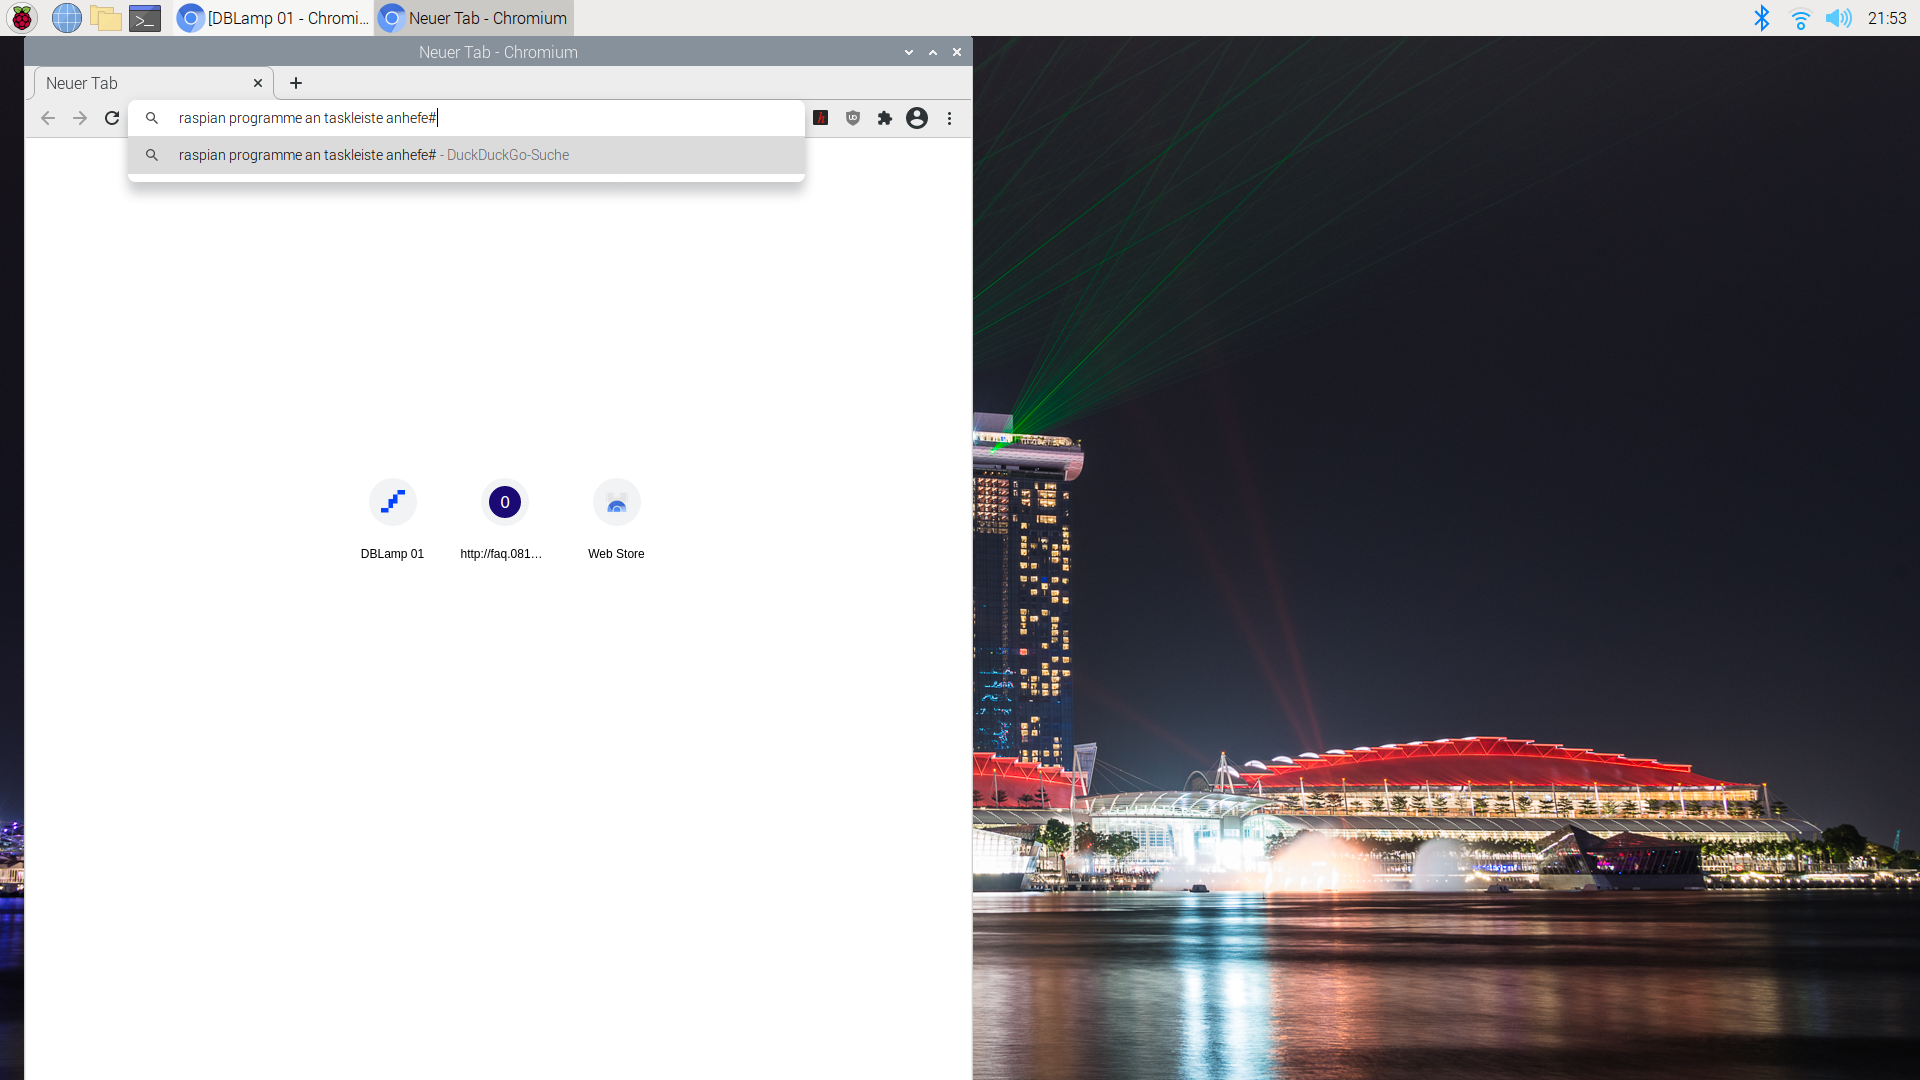 [DBLamp 01 - Chromi...
Neuer Tab - Chromium
21:53
Neuer Tab - Chromium
Neuer Tab
raspian programme an taskleiste anhefe#
raspian programme an taskleiste anhefe# - DuckDuckGo-Suche
0
DBLamp 01
http://faq.081...
Web Store